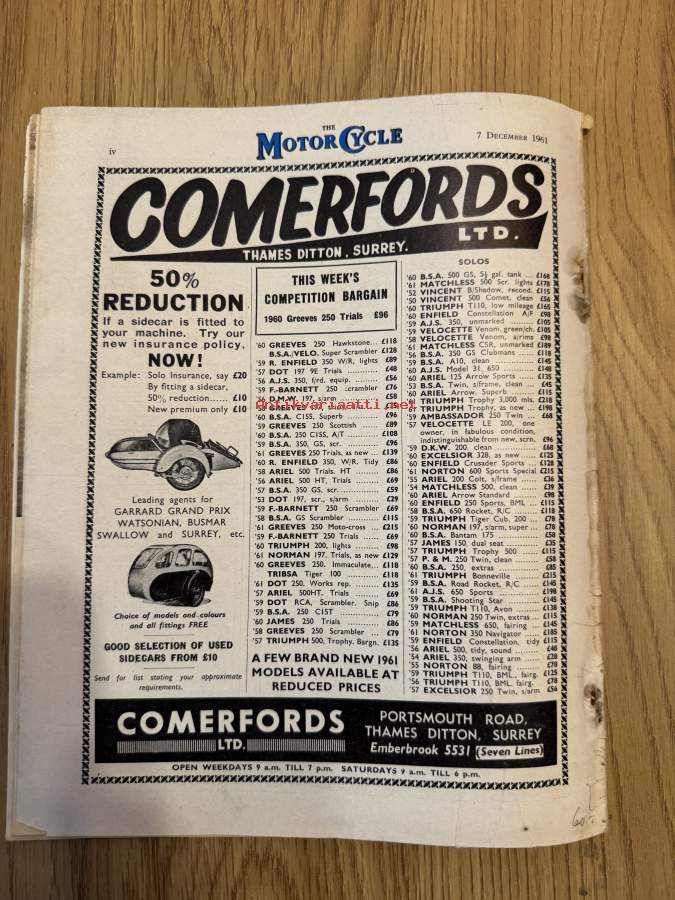 iv
THE
MOTOR CYCLE
7 DECEMBER 1961
COMERFORDS
LTD.
THAMES DITTON, SURREY.
50%
REDUCTION
If a sidecar is fitted to
your machine. Try our
new insurance policy,
NOW!
Example: Solo Insurance, say £20
By fitting a sidecar,
50% reduction...... £10
New premium only £10
Leading agents for
GARRARD GRAND PRIX
WATSONIAN, BUSMAR
SWALLOW and SURREY, etc.
Choice of models and colours
and all fittings FREE
GOOD SELECTION OF USED
SIDECARS FROM £10
Send for list stating your approximate
requirements.
THIS WEEK'S
COMPETITION BARGAIN
1960 Greeves 250 Trials £96
'60 GREEVES 250 Hawkstone... £118
B.S.A./VELO. Super Scrambler £128
'59 R. ENFIELD 350 W/R, lights £89
'57 DOT 197 9E Trials £48
'56 A.J.S. 350, f/rd. equip. £56
'59 F.-BARNETT 250 :crambler £76
'56 D.M.W. 197, s/arm £58
'60 GREEVES
'60 B.S.A. C15S, Superb £96
'59 GREEVES 250 Scottish £89
'60 B.S.A. 250 C15S, A/T £108
'59 B.S.A. 350, GS, scr. £96
'61 GREEVES 250 Trials, as new £139
'60 R. ENFIELD 350, W/R. Tidy £86
'58 ARIEL 500 Trials. HT £86
'56 ARIEL 500 HT, Trials £69
'57 B.S.A. 350 GS, scr. £59
'53 DOT 197, scr., s/arm £29
'59 F.-BARNETT 250 Scrambler £69
'58 B.S.A. GS Scrambler £115
'61 GREEVES 250 Moto-cross £215
'59 F.-BARNETT 250 Trials £69
'60 TRIUMPH 200, lights £98
'61 NORMAN 197, Trials, as new £129
'60 GREEVES 250, Immaculate... £118
TRIBSA Tiger 100 £118
'61 DOT 250. Works rep. £135
'57 ARIEL 500HT, Trials £69
'59 DOT RCA, Scrambler. Snip £86
'59 B.S.A. 250 C15T £79
'60 JAMES 250 Trials £86
'58 GREEVES 250 Scrambler £79
'57 TRIUMPH 500, Trophy. Bargn. £135
A FEW BRAND NEW 1961
MODELS AVAILABLE AT
REDUCED PRICES
SOLOS
'60 B.S.A. 500 GS, 5½ gal. tank £168
'61 MATCHLESS 500 Scr. lights £178
'52 VINCENT B/Shadow, recond. £115
'50 VINCENT 500 Comet, clean £56
'60 TRIUMPH T110, low mileage £165
'60 ENFIELD Constellation A/F £98
'59 A.J.S. 350, unmarked £105
'59 VELOCETTE Venom, green/ch. £105
'58 VELOCETTE Venom, a/rims £98
'61 MATCHLESS CSR, unmarked £189
'56 B.S.A. 350 GS Clubmans £118
'59 B.S.A. A10, clean £145
'60 A.J.S. Model 31, 650 £148
'60 ARIEL 125 Arrow Sports £135
'53 B.S.A. Twin, s/frame, clean £45
'60 ARIEL Arrow. Superb £115
TRIUMPH Trophy 3,000 mls. £218
TRIUMPH Trophy, as new £198
'59 AMBASSADOR 250 Twin £68
'57 VELOCETTE LE 200, one
owner, in fabulous condition,
indistinguishable from new, scrn. £96
'59 D.K.W. 200, clean £68
'60 EXCELSIOR 328, as new £125
'60 ENFIELD Crusader Sports £128
'61 NORTON 600 Sports Special £215
'55 ARIEL 200 Colt, s/frame £36
'54 MATCHLESS 500, clean £39
'60 ARIEL Arrow Standard £98
'60 ENFIELD 250 Sports, BML £115
'58 B.S.A. 650 Rocket, R/C £118
'59 TRIUMPH Tiger Cub, 200 £78
'60 NORMAN 197, s/arm, super £78
'60 B.S.A. Bantam 175 £58
'57 JAMES 150, dual seat £35
'57 TRIUMPH Trophy 500 £115
'57 P. & M. 250 Twin, clean £58
'60 B.S.A. 250, extras £85
'61 TRIUMPH Bonneville £215
'59 B.S.A. Road Rocket, R/C £145
'61 A.J.S. 650 Sports £198
'59 B.S.A. Shooting Star £145
'59 TRIUMPH T110, Avon £138
'60 NORMAN 250 Twin, extras £115
'59 MATCHLESS 650, fairing £145
'61 NORTON 350 Navigator £185
'59 ENFIELD Constellation, tidy £115
'56 ARIEL 500, tidy, sound £48
'54 ARIEL 350, swinging arm £28
'55 NORTON 88, fairing £78
'59 TRIUMPH T110, BML., fairg. £125
'56 TRIUMPH T110, BML. fairg. £78
'57 EXCELSIOR 250 Twin, s/arm £56
COMERFORDS
LTD.
PORTSMOUTH ROAD,
THAMES DITTON, SURREY
Emberbrook 5531 (Seven Lines)
OPEN WEEKDAYS 9 a.m. TILL 7 p.m. SATURDAYS 9 a.m. TILL 6 p.m.
antikvariaatti.net